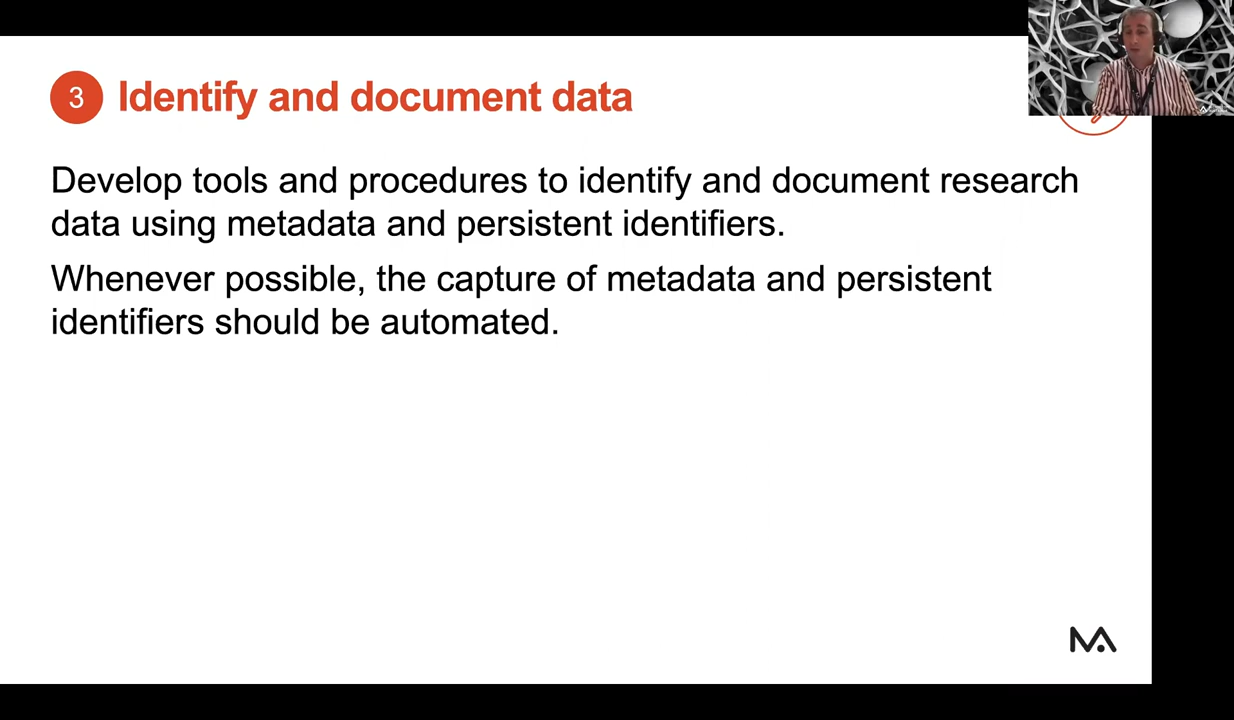 3 Identify and document data
Develop tools and procedures to identify and document research
data using metadata and persistent identifiers.
Whenever possible, the capture of metadata and persistent
identifiers should be automated.
MA